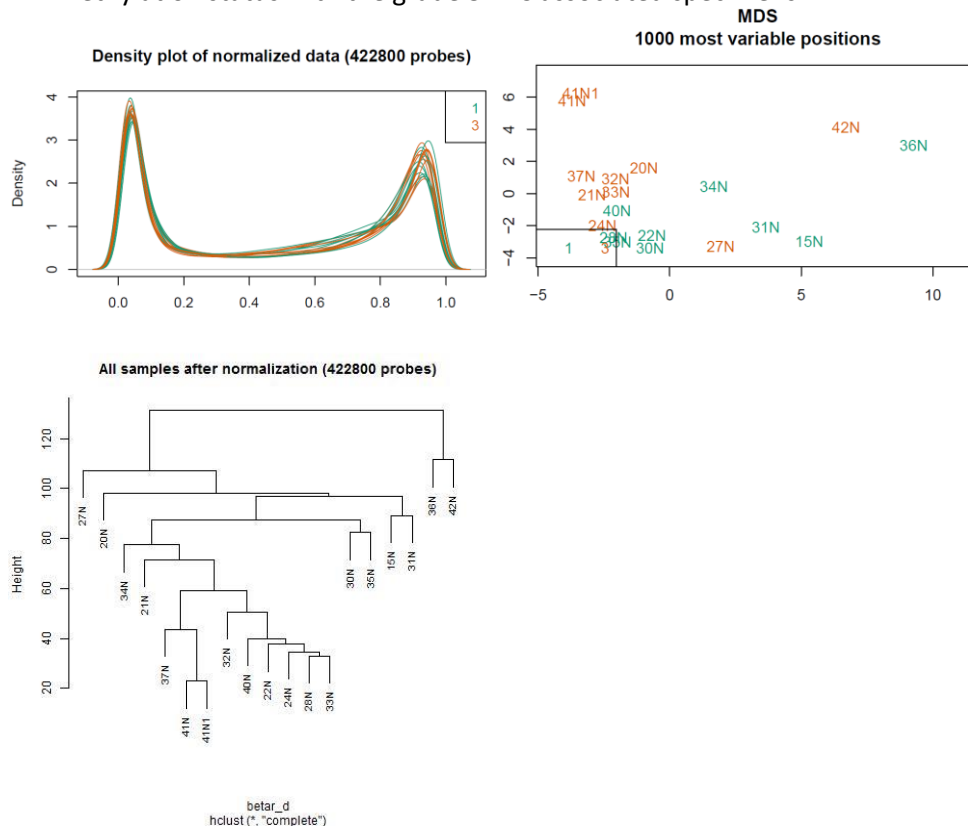 MDS
1000 most variable positions
Density plot of normalized data (422800 probes)
1
3
Density
4
3
2
1
0
0.0 0.2 0.4 0.6 0.8 1.0
6
4
2
0
−2
−4
41N1
41N
42N
36N
20N
37N
32N
33N
21N
34N
40N
24N
31N
22N
15N
30N
27N
1
3
−5 0 5 10
All samples after normalization (422800 probes)
Height
120
100
80
60
40
20
27N
20N
34N
21N
37N
41N
41N1
32N
40N
22N
24N
28N
33N
30N
35N
15N
31N
36N
42N
betar_d
hclust (*, "complete")